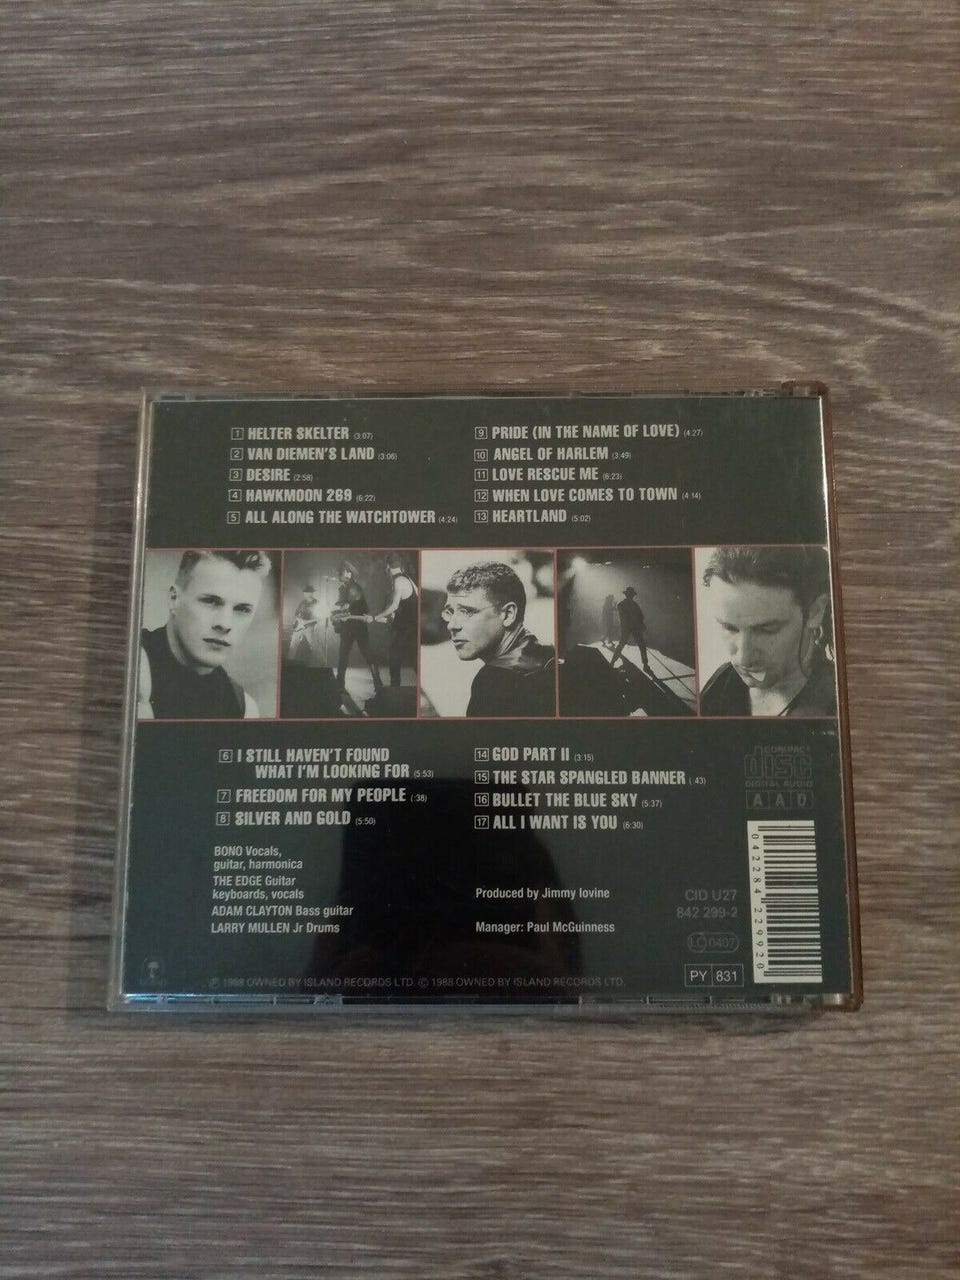 1 HELTER SKELTER (3:07)
2 VAN DIEMEN'S LAND (3:06)
3 DESIRE (2:58)
4 HAWKMOON 269 (6:22)
5 ALL ALONG THE WATCHTOWER (4:24)
9 PRIDE (IN THE NAME OF LOVE) (4:27)
10 ANGEL OF HARLEM (3:49)
11 LOVE RESCUE ME (6:23)
12 WHEN LOVE COMES TO TOWN (4:14)
13 HEARTLAND (5:02)
6 I STILL HAVEN'T FOUND
WHAT I'M LOOKING FOR (5:53)
7 FREEDOM FOR MY PEOPLE (:38)
8 SILVER AND GOLD (5:50)
14 GOD PART II (3:15)
15 THE STAR SPANGLED BANNER (:43)
16 BULLET THE BLUE SKY (5:37)
17 ALL I WANT IS YOU (6:30)
COMPACT
disc
DIGITAL AUDIO
A A D
BONO Vocals,
guitar, harmonica
THE EDGE Guitar
keyboards, vocals
ADAM CLAYTON Bass guitar
LARRY MULLEN Jr Drums
Produced by Jimmy Iovine
Manager: Paul McGuinness
CID U27
842 299-2
LC 0407
PY 831
0 42284 22992 0
℗ 1988 OWNED BY ISLAND RECORDS LTD. © 1988 OWNED BY ISLAND RECORDS LTD.